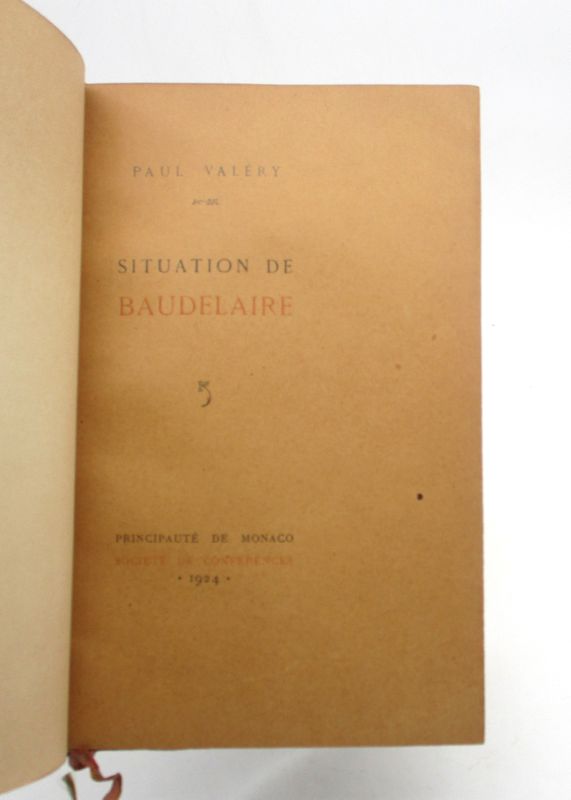 PAUL VALÉRY
SITUATION DE
BAUDELAIRE
PRINCIPAUTÉ DE MONACO
SOCIÉTÉ DE CONFÉRENCES
• 1924 •